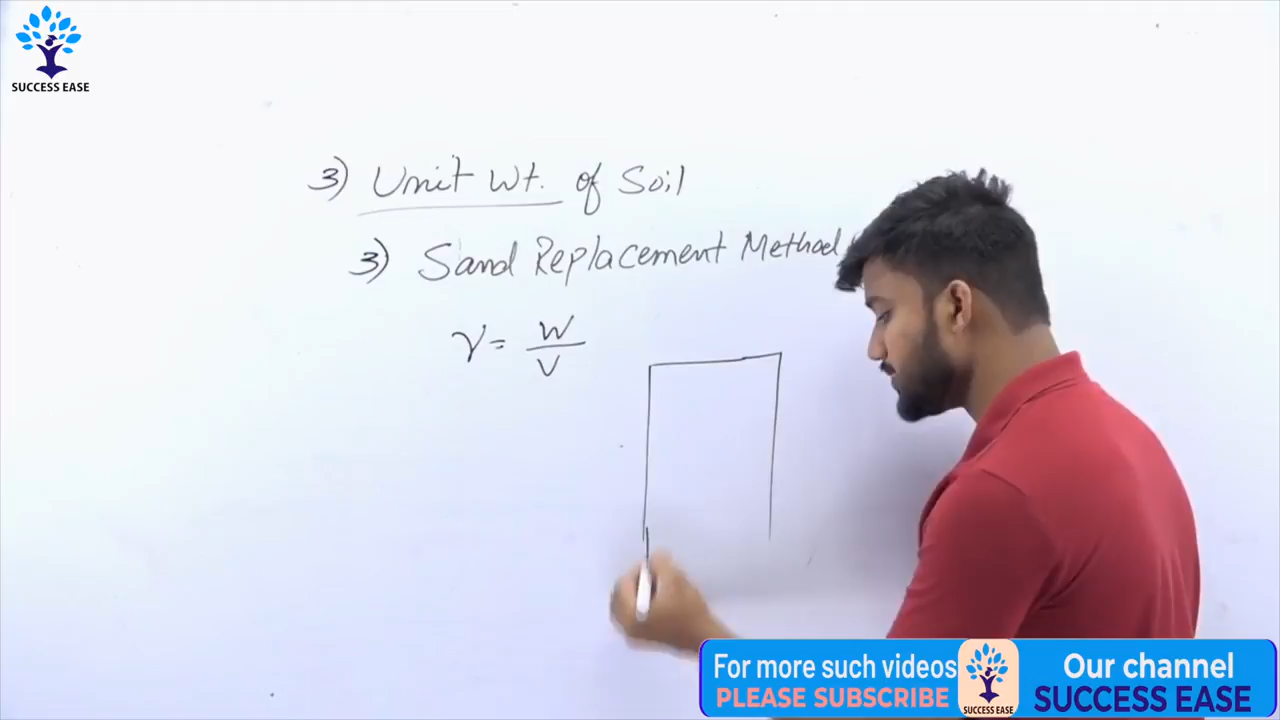 SUCCESS EASE
3) Unit Wt. of Soil
3) Sand Replacement Method
γ = W/V
For more such videos
PLEASE SUBSCRIBE
SUCCESS EASE
Our channel
SUCCESS EASE